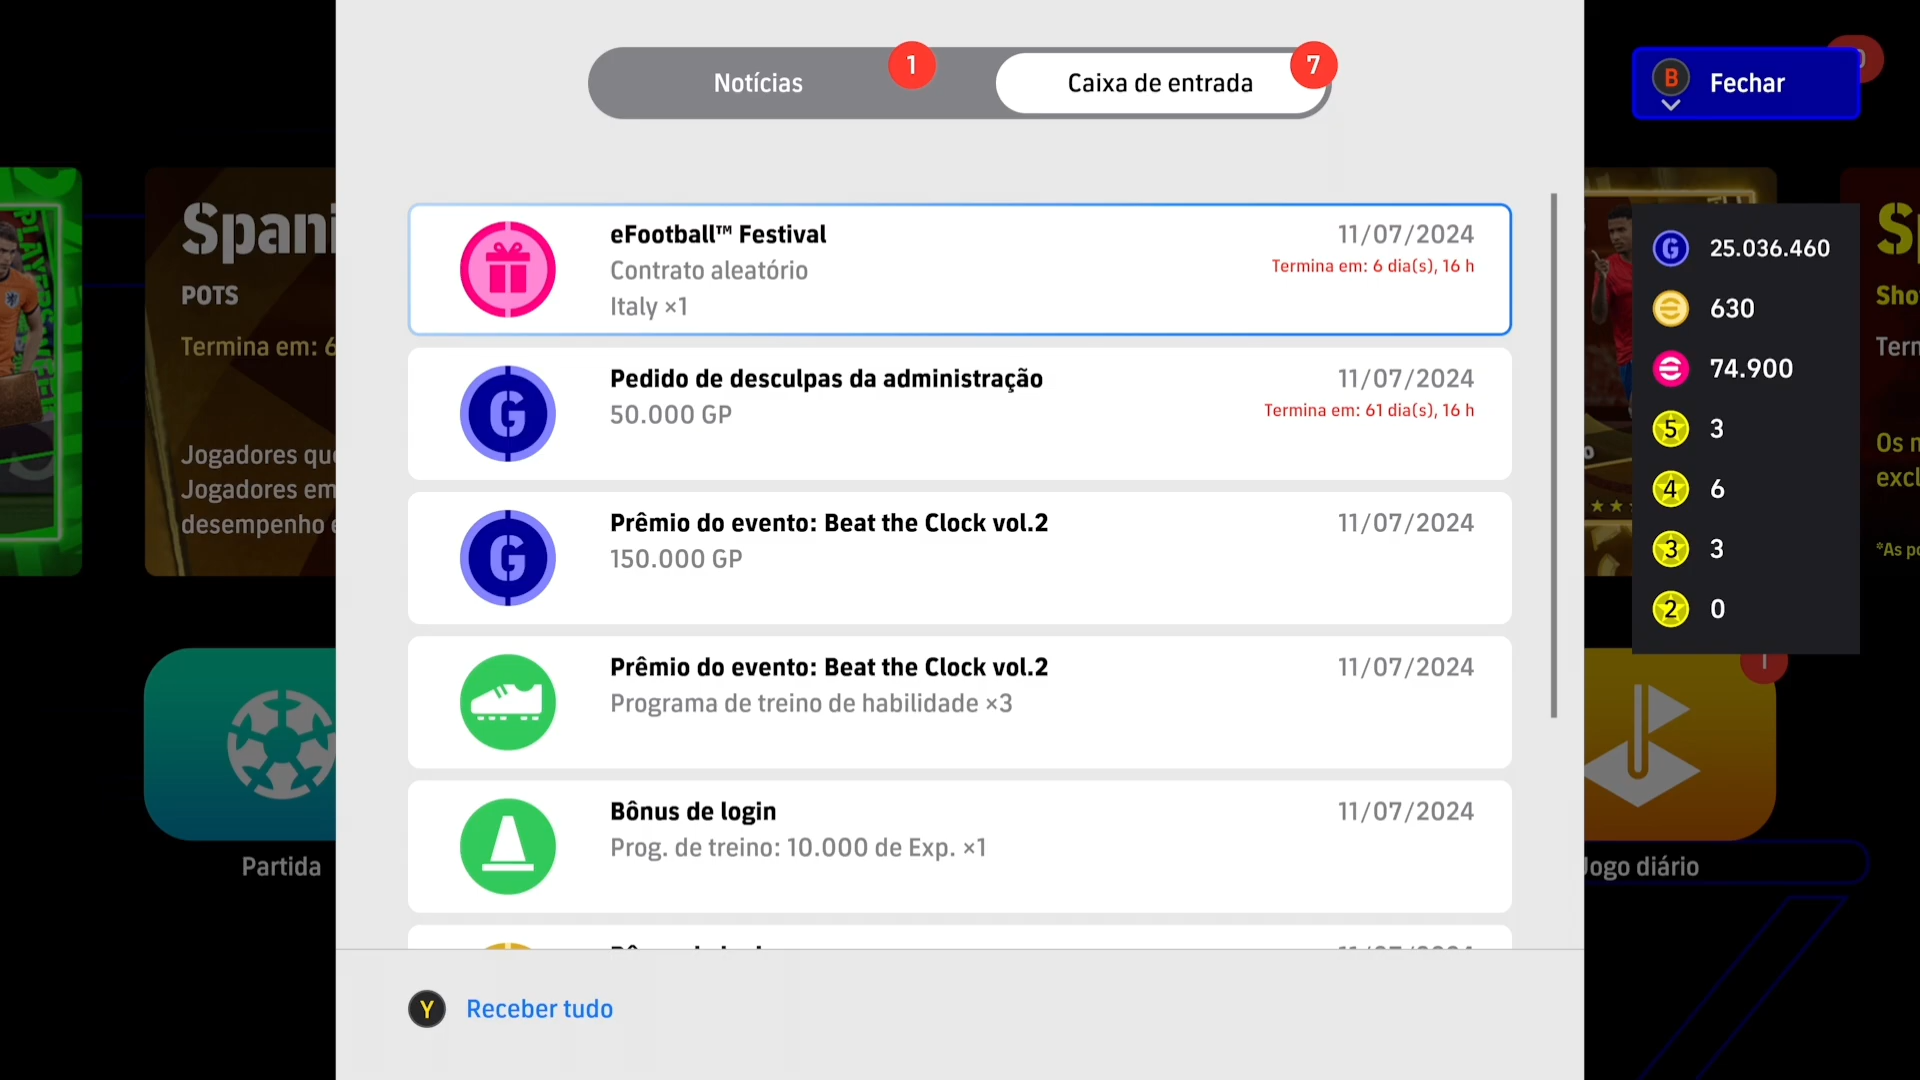 Notícias
1
Caixa de entrada
7
B
Fechar
eFootball™ Festival
Contrato aleatório
Italy ×1
11/07/2024
Termina em: 6 dia(s), 16 h
Pedido de desculpas da administração
50.000 GP
11/07/2024
Termina em: 61 dia(s), 16 h
Prêmio do evento: Beat the Clock vol.2
150.000 GP
11/07/2024
Prêmio do evento: Beat the Clock vol.2
Programa de treino de habilidade ×3
11/07/2024
Bônus de login
Prog. de treino: 10.000 de Exp. ×1
11/07/2024
Y
Receber tudo
G 25.036.460
630
74.900
5 3
4 6
3 3
2 0
Spani
POTS
Termina em: 6
Jogadores que
Jogadores em
desempenho e
Partida
Jogo diário
1
Sp
Sho
Term
Os n
excl
*As po